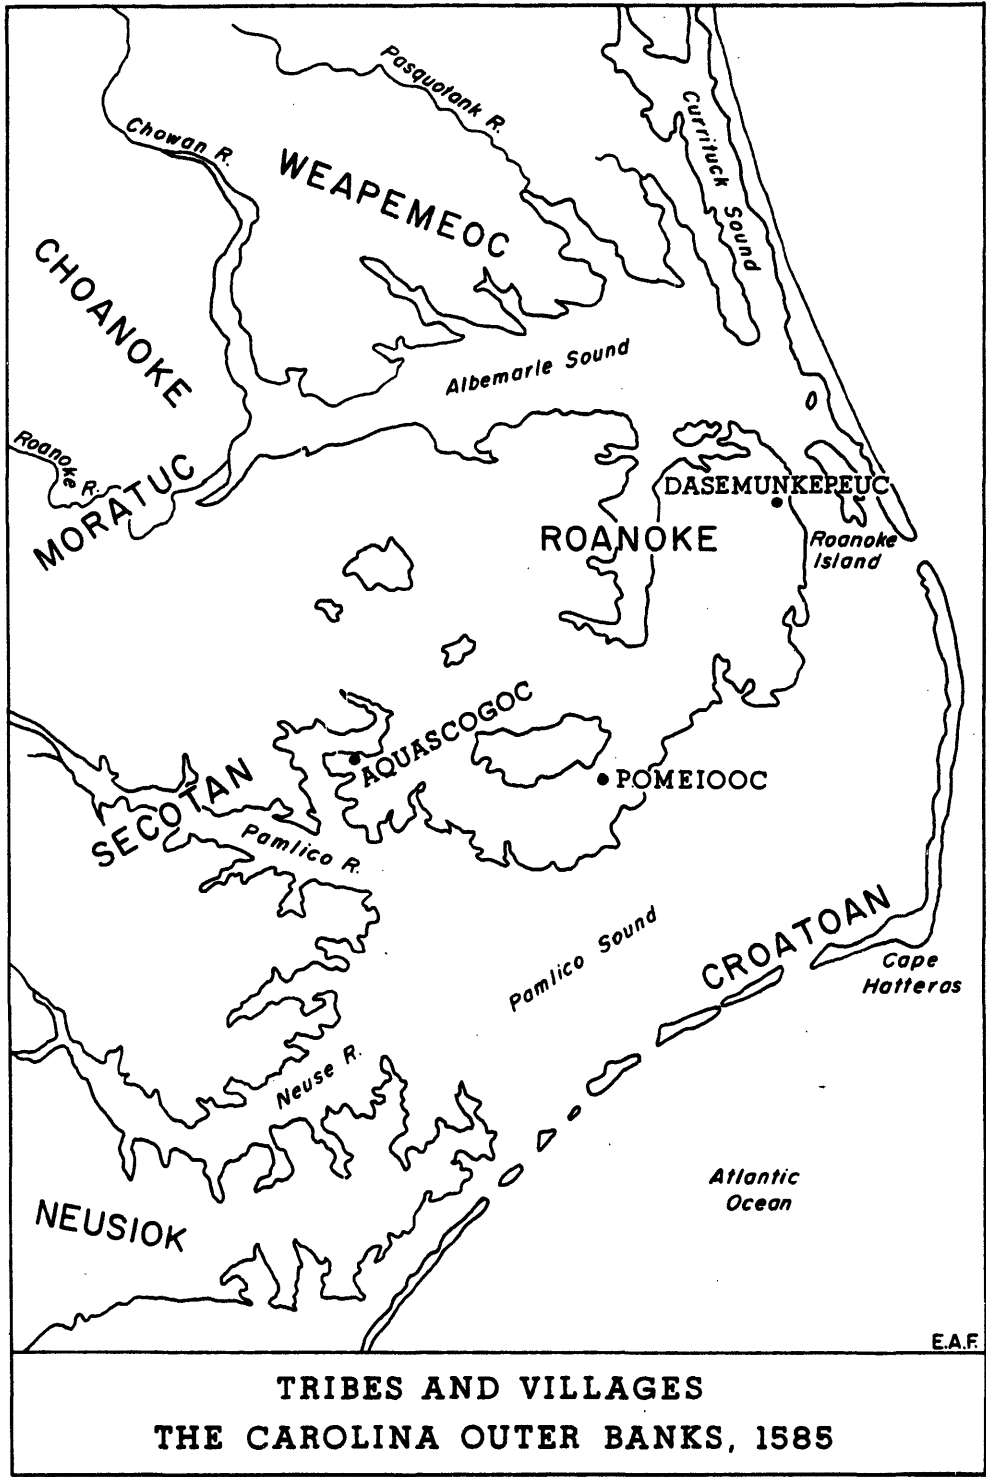 Pasquotank R.
Currituck Sound
Chowan R.
WEAPEMEOC
CHOANOKE
Albemarle Sound
Roanoke R.
MORATUC
DASEMUNKEPEUC
ROANOKE
Roanoke
Island
AQUASCOGOC
POMEIOOC
SECOTAN
Pamlico R.
CROATOAN
Pamlico Sound
Cape
Hatteras
Neuse R.
Atlantic
Ocean
NEUSIOK
E.A.F.
TRIBES AND VILLAGES
THE CAROLINA OUTER BANKS, 1585